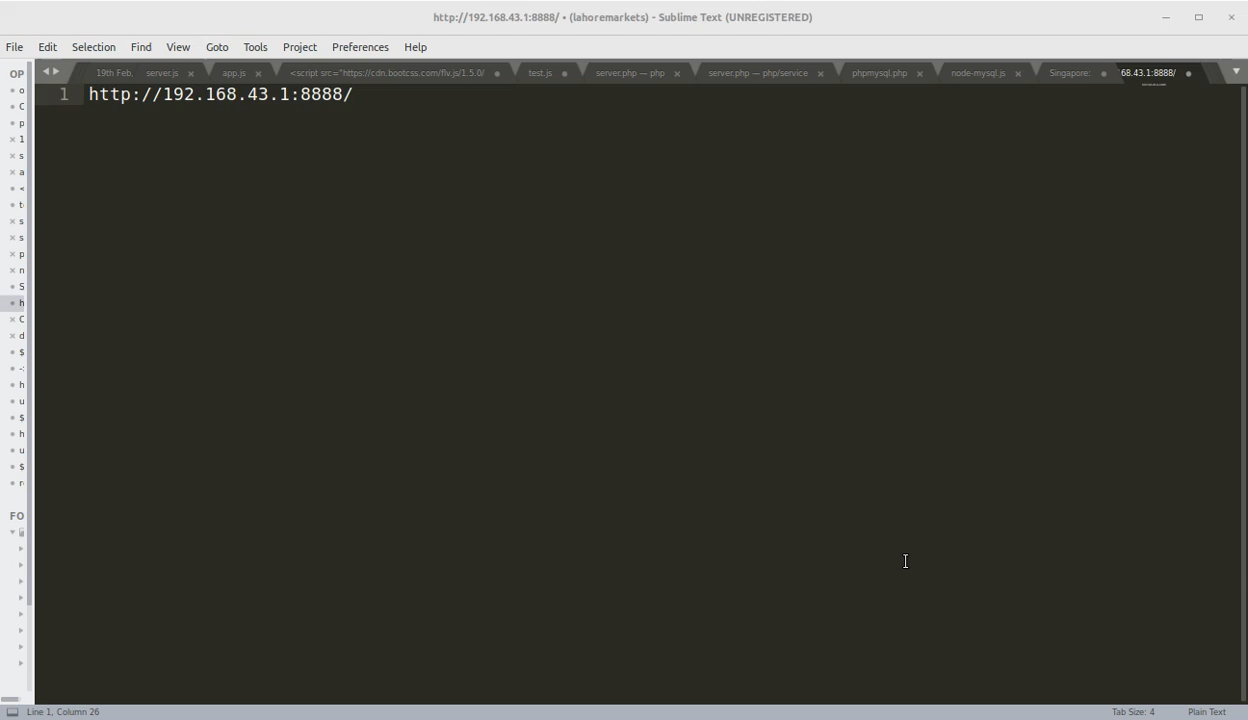 http://192.168.43.1:8888/ • (lahoremarkets) - Sublime Text (UNREGISTERED)
File Edit Selection Find View Goto Tools Project Preferences Help
19th Feb, server.js app.js <script src="https://cdn.bootcss.com/flv.js/1.5.0/ test.js server.php — php server.php — php/service phpmysql.php node-mysql.js Singapore: 68.43.1:8888/
1 http://192.168.43.1:8888/
OP
o
C
p
1
s
a
<
t
s
s
p
n
S
h
C
d
$
-:
h
u
$
h
u
$
r
FO
Line 1, Column 26 Tab Size: 4 Plain Text